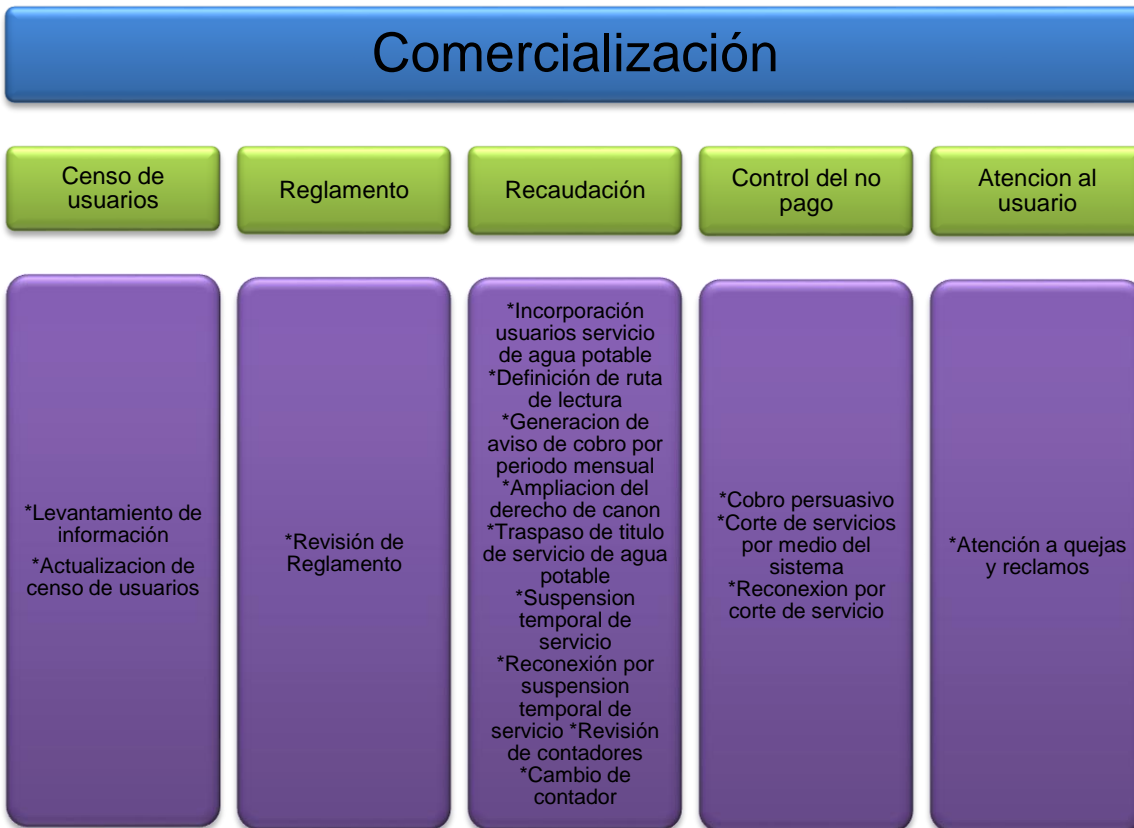 Comercialización
Censo de
usuarios
Reglamento
Recaudación
Control del no
pago
Atencion al
usuario
*Levantamiento de
información
*Actualizacion de
censo de usuarios
*Revisión de
Reglamento
*Incorporación
usuarios servicio
de agua potable
*Definición de ruta
de lectura
*Generacion de
aviso de cobro por
periodo mensual
*Ampliacion del
derecho de canon
*Traspaso de titulo
de servicio de agua
potable
*Suspension
temporal de
servicio
*Reconexión por
suspension
temporal de
servicio *Revisión
de contadores
*Cambio de
contador
*Cobro persuasivo
*Corte de servicios
por medio del
sistema
*Reconexion por
corte de servicio
*Atención a quejas
y reclamos